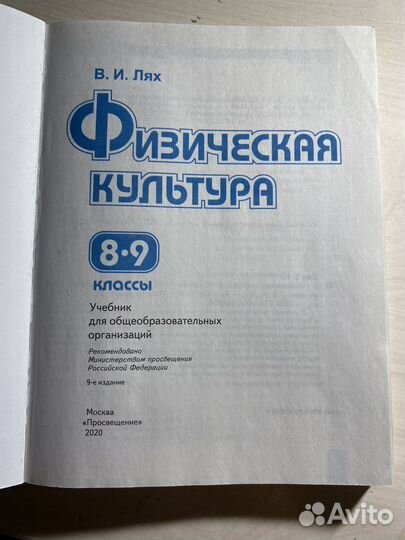 В. И. Лях
Физическая
культура
8•9
классы
Учебник
для общеобразовательных
организаций
Рекомендовано
Министерством просвещения
Российской Федерации
9-е издание
Москва
«Просвещение»
2020
Avito